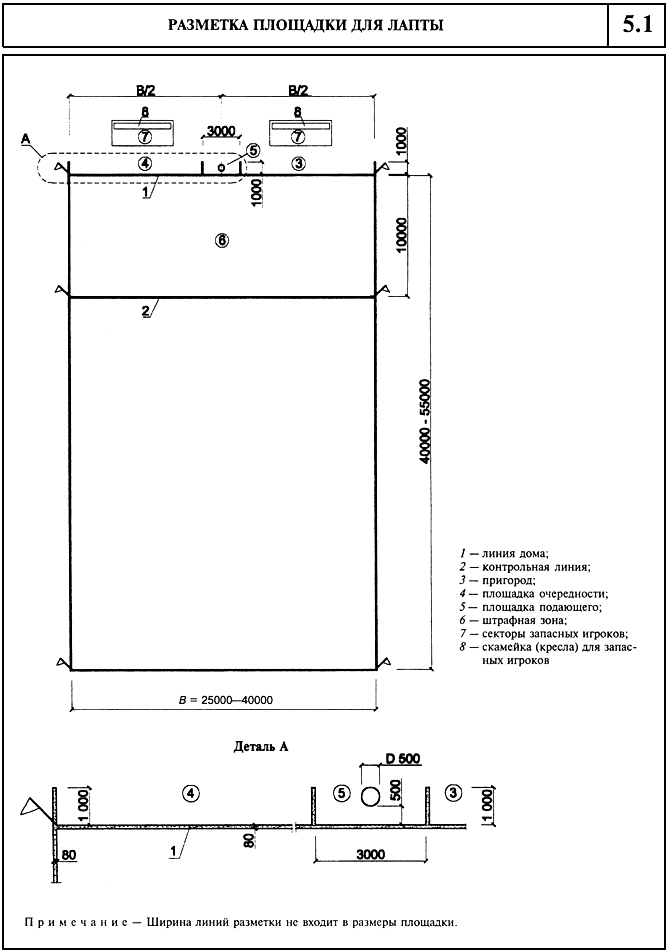 РАЗМЕТКА ПЛОЩАДКИ ДЛЯ ЛАПТЫ
5.1
B/2
B/2
8
8
7
7
3000
A
4
5
3
1000
1
1000
6
10000
2
40000 - 55000
1 — линия дома;
2 — контрольная линия;
3 — пригород;
4 — площадка очередности;
5 — площадка подающего;
6 — штрафная зона;
7 — секторы запасных игроков;
8 — скамейка (кресла) для запас-
ных игроков
B = 25000—40000
Деталь А
D 500
1 000
4
5
500
3
1 000
80
1
80
3000
Примечание — Ширина линий разметки не входит в размеры площадки.